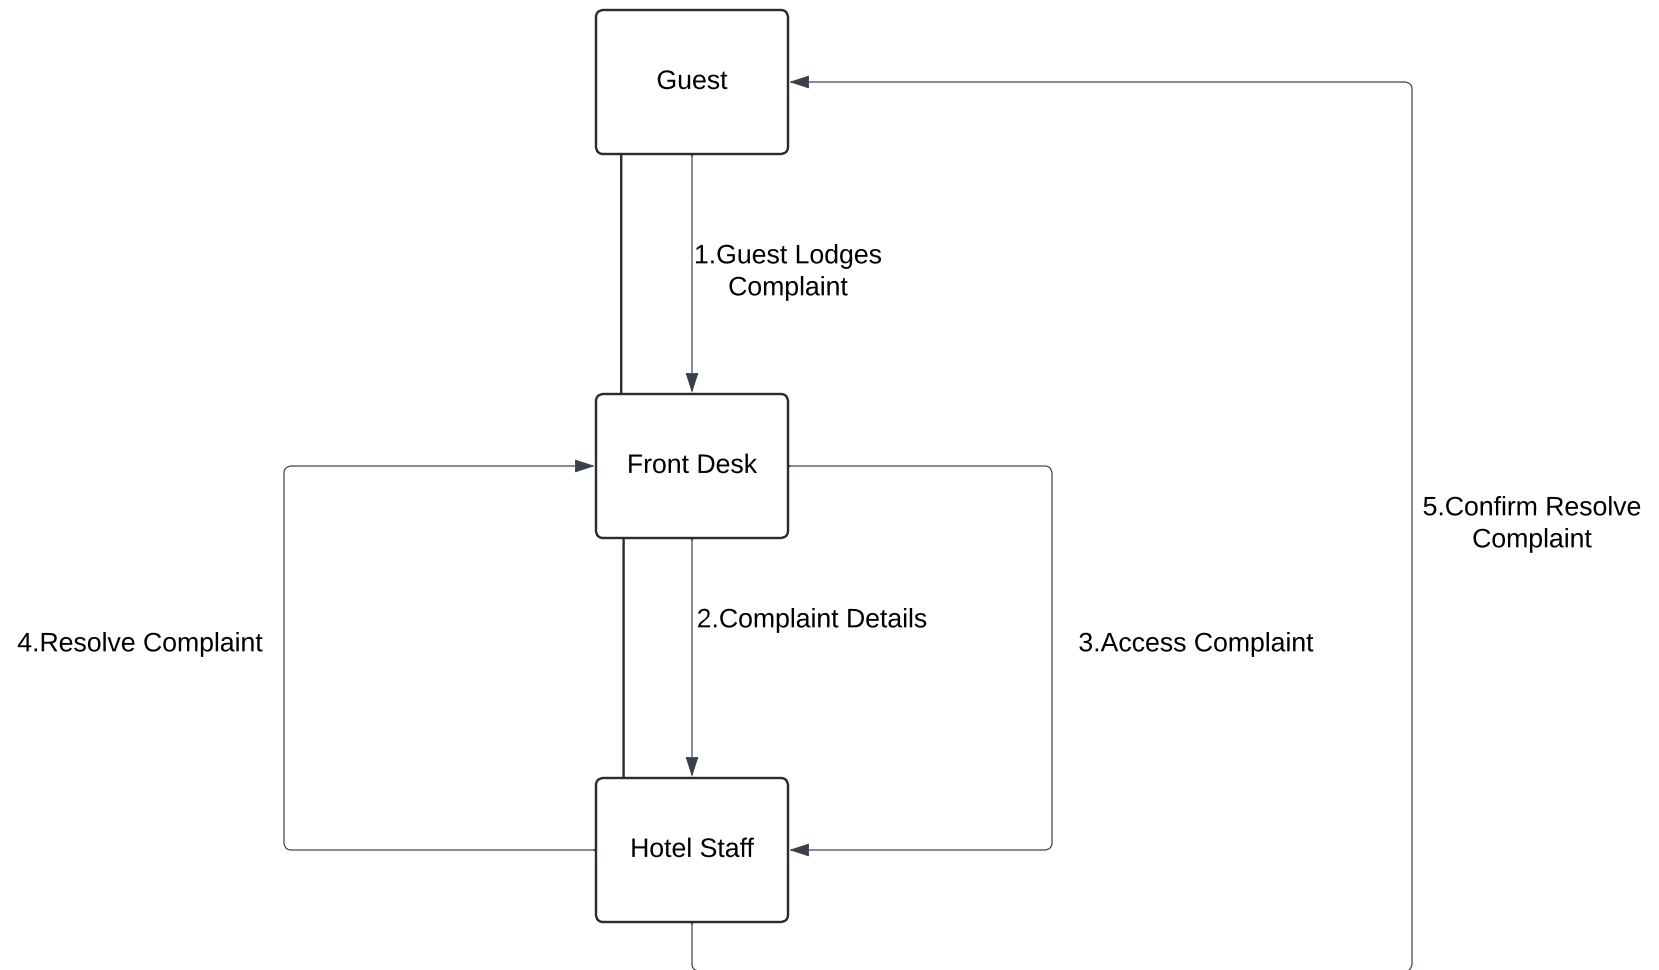 Guest
1.Guest Lodges
Complaint
Front Desk
5.Confirm Resolve
Complaint
2.Complaint Details
4.Resolve Complaint
3.Access Complaint
Hotel Staff